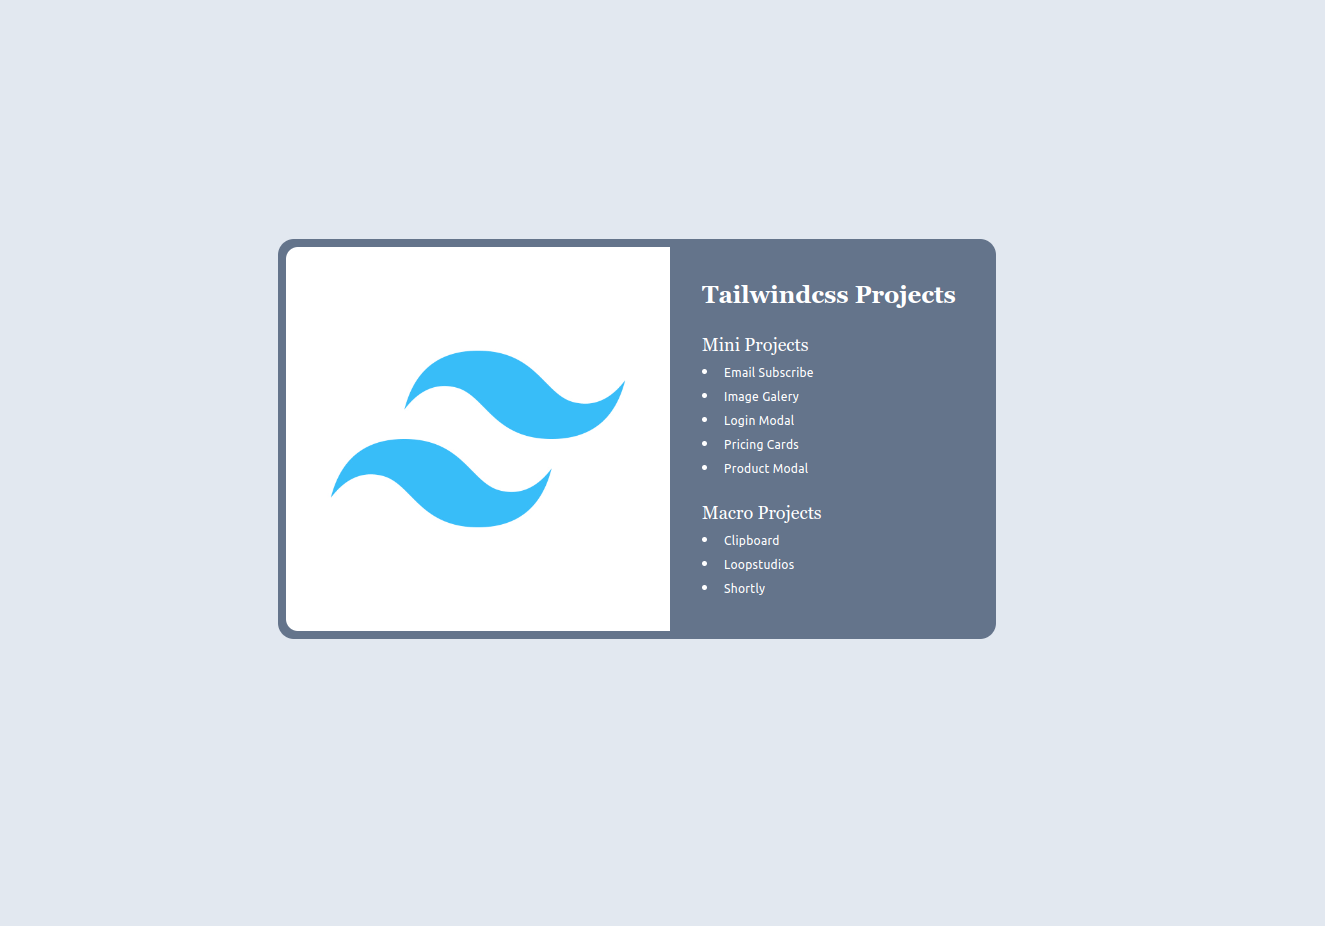 Tailwindcss Projects
Mini Projects
Email Subscribe
Image Galery
Login Modal
Pricing Cards
Product Modal
Macro Projects
Clipboard
Loopstudios
Shortly